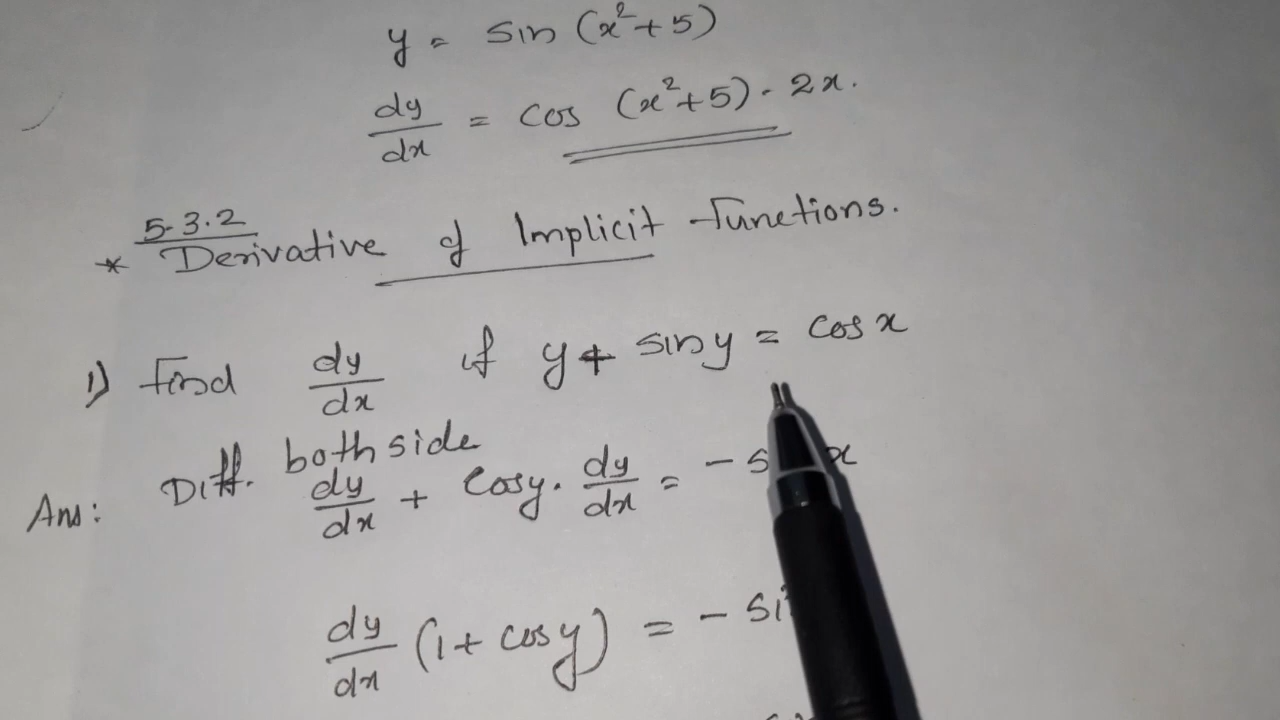 y = sin (x²+5)
dy/dx = cos (x²+5) · 2x.
5.3.2
* Derivative of Implicit Functions.
1) Find dy/dx if y + siny = cos x
Diff. both side
Ans: dy/dx + cosy. dy/dx = - s x
dy/dx (1 + cosy) = - si